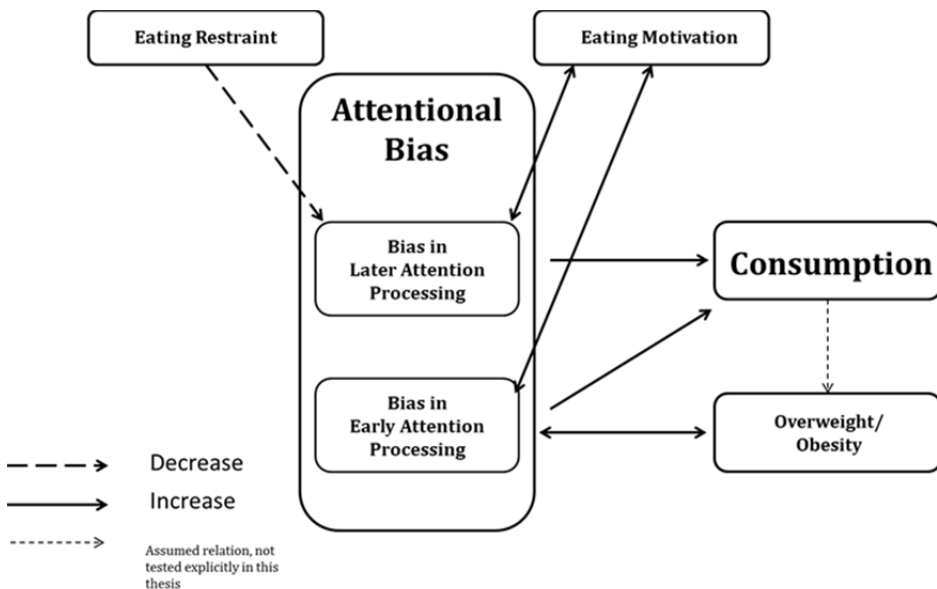 Eating Restraint
Eating Motivation
Attentional
Bias
Bias in
Later Attention
Processing
Consumption
Bias in
Early Attention
Processing
Overweight/
Obesity
Decrease
Increase
Assumed relation, not
tested explicitly in this
thesis